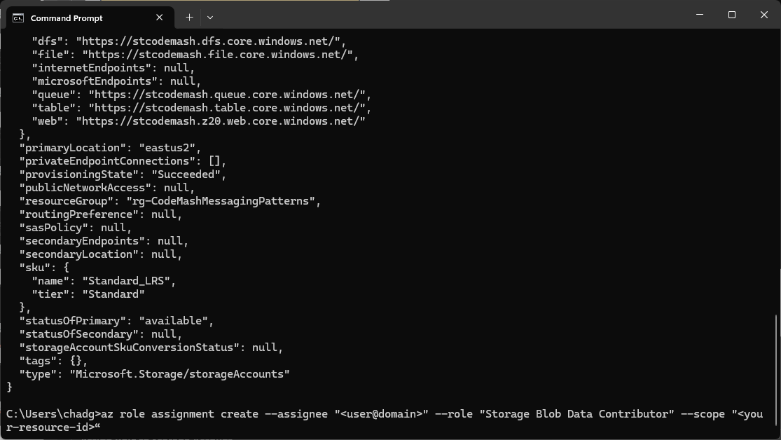 Command Prompt
"dfs": "https://stcodemash.dfs.core.windows.net/",
"file": "https://stcodemash.file.core.windows.net/",
"internetEndpoints": null,
"microsoftEndpoints": null,
"queue": "https://stcodemash.queue.core.windows.net/",
"table": "https://stcodemash.table.core.windows.net/",
"web": "https://stcodemash.z20.web.core.windows.net/"
},
"primaryLocation": "eastus2",
"privateEndpointConnections": [],
"provisioningState": "Succeeded",
"publicNetworkAccess": null,
"resourceGroup": "rg-CodeMashMessagingPatterns",
"routingPreference": null,
"sasPolicy": null,
"secondaryEndpoints": null,
"secondaryLocation": null,
"sku": {
"name": "Standard_LRS",
"tier": "Standard"
},
"statusOfPrimary": "available",
"statusOfSecondary": null,
"storageAccountSkuConversionStatus": null,
"tags": {},
"type": "Microsoft.Storage/storageAccounts"
}
C:\Users\chadg>az role assignment create --assignee "<user@domain>" --role "Storage Blob Data Contributor" --scope "<you
r-resource-id>“